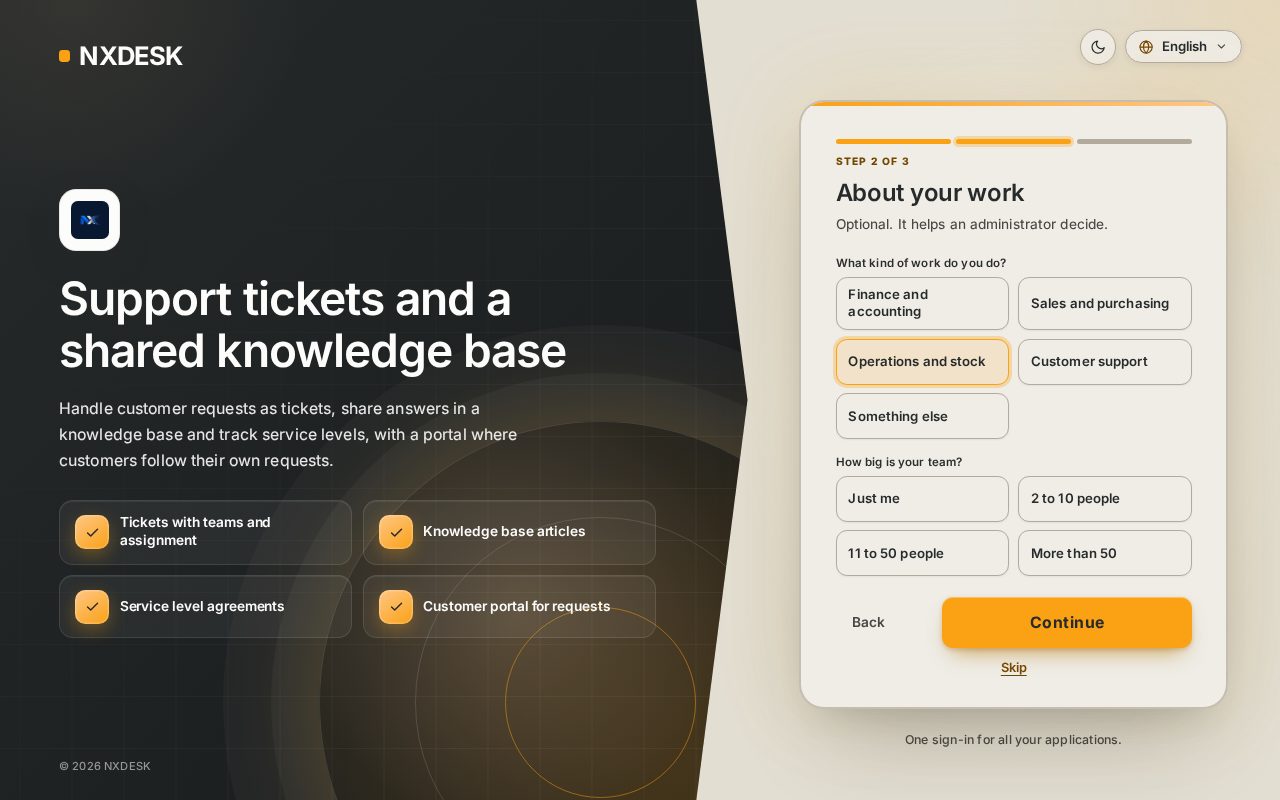 NXDESK
NX
Support tickets and a
shared knowledge base
Handle customer requests as tickets, share answers in a
knowledge base and track service levels, with a portal where
customers follow their own requests.
Tickets with teams and
assignment
Knowledge base articles
Service level agreements
Customer portal for requests
© 2026 NXDESK
English
STEP 2 OF 3
About your work
Optional. It helps an administrator decide.
What kind of work do you do?
Finance and
accounting
Sales and purchasing
Operations and stock
Customer support
Something else
How big is your team?
Just me
2 to 10 people
11 to 50 people
More than 50
Back
Continue
Skip
One sign-in for all your applications.